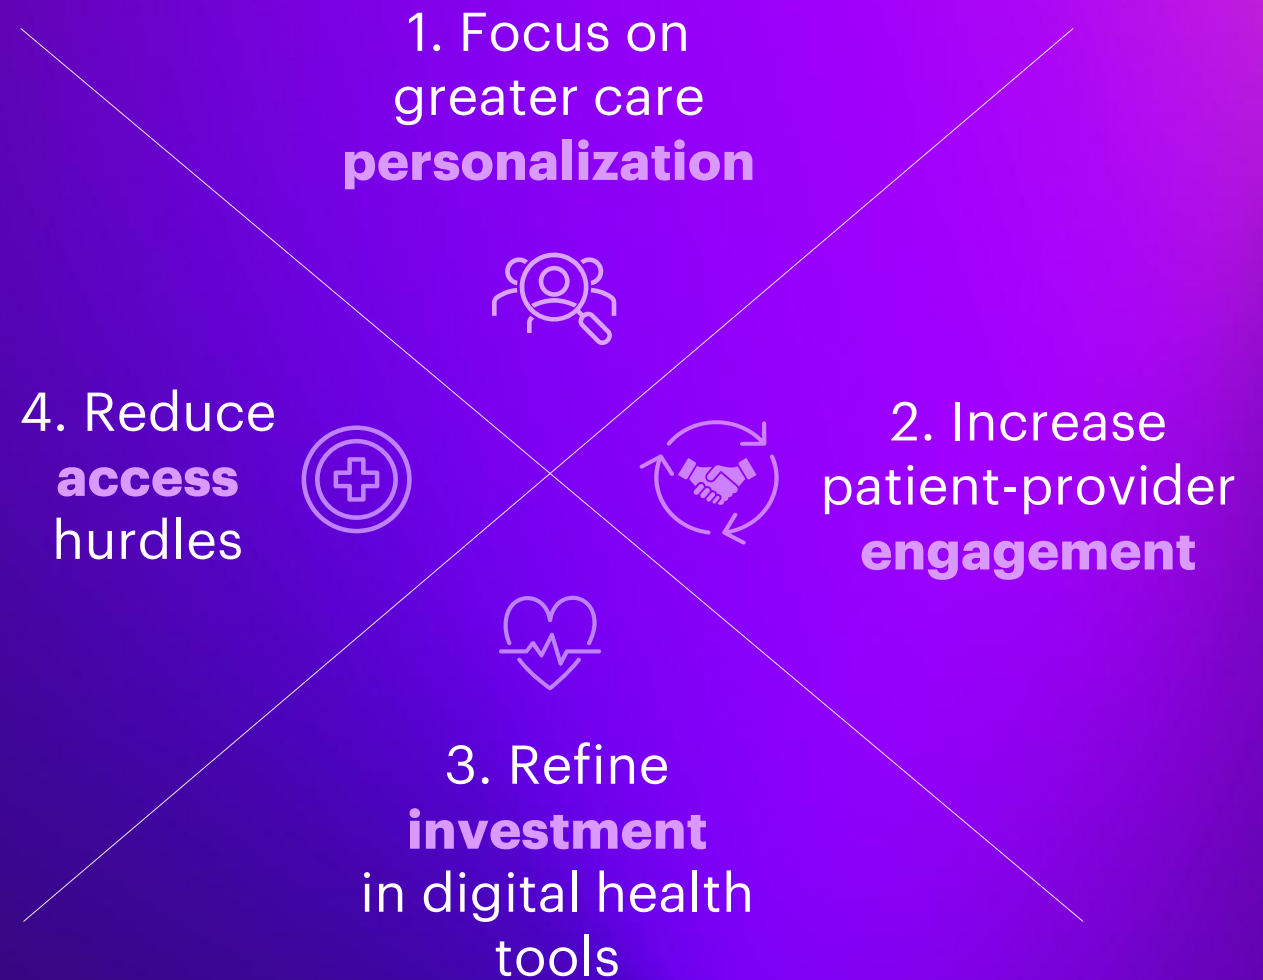 1. Focus on
greater care
personalization
2. Increase
patient-provider
engagement
3. Refine
investment
in digital health
tools
4. Reduce
access
hurdles